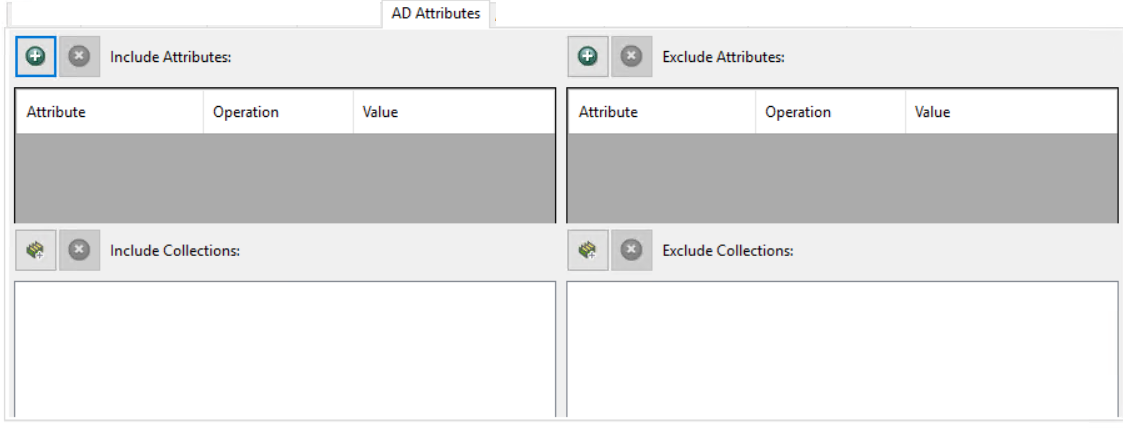 AD Attributes
Include Attributes:
Exclude Attributes:
Attribute Operation Value
Attribute Operation Value
Include Collections:
Exclude Collections: